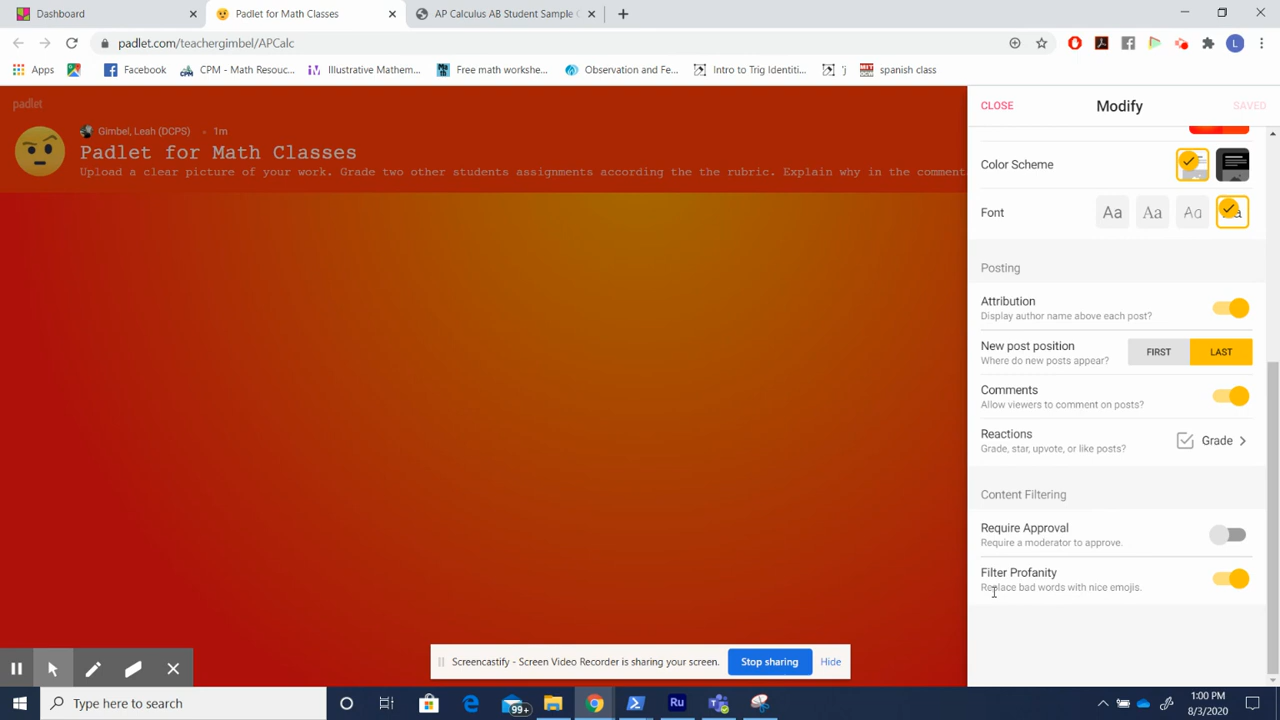 Dashboard
Padlet for Math Classes
AP Calculus AB Student Sample
padlet.com/teachergimbel/APCalc
Apps
Facebook
CPM - Math Resouc...
Illustrative Mathem...
Free math workshe...
Observation and Fe...
Intro to Trig Identiti...
spanish class
padlet
Gimbel, Leah (DCPS) • 1m
Padlet for Math Classes
Upload a clear picture of your work. Grade two other students assignments according the the rubric. Explain why in the comment
CLOSE
Modify
SAVED
Color Scheme
Font
Aa
Aa
Aa
Posting
Attribution
Display author name above each post?
New post position
Where do new posts appear?
FIRST
LAST
Comments
Allow viewers to comment on posts?
Reactions
Grade, star, upvote, or like posts?
Grade
Content Filtering
Require Approval
Require a moderator to approve.
Filter Profanity
Replace bad words with nice emojis.
Screencastify - Screen Video Recorder is sharing your screen.
Stop sharing
Hide
Type here to search
99+
Ru
1:00 PM
8/3/2020